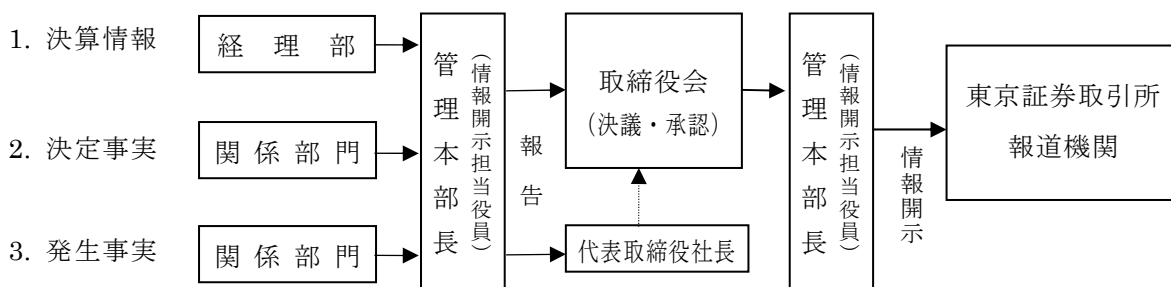 1. 決算情報
経理部
2. 決定事実
関係部門
3. 発生事実
関係部門
管理本部長
（情報開示担当役員）
報告
取締役会
（決議・承認）
代表取締役社長
管理本部長
（情報開示担当役員）
情報開示
東京証券取引所
報道機関